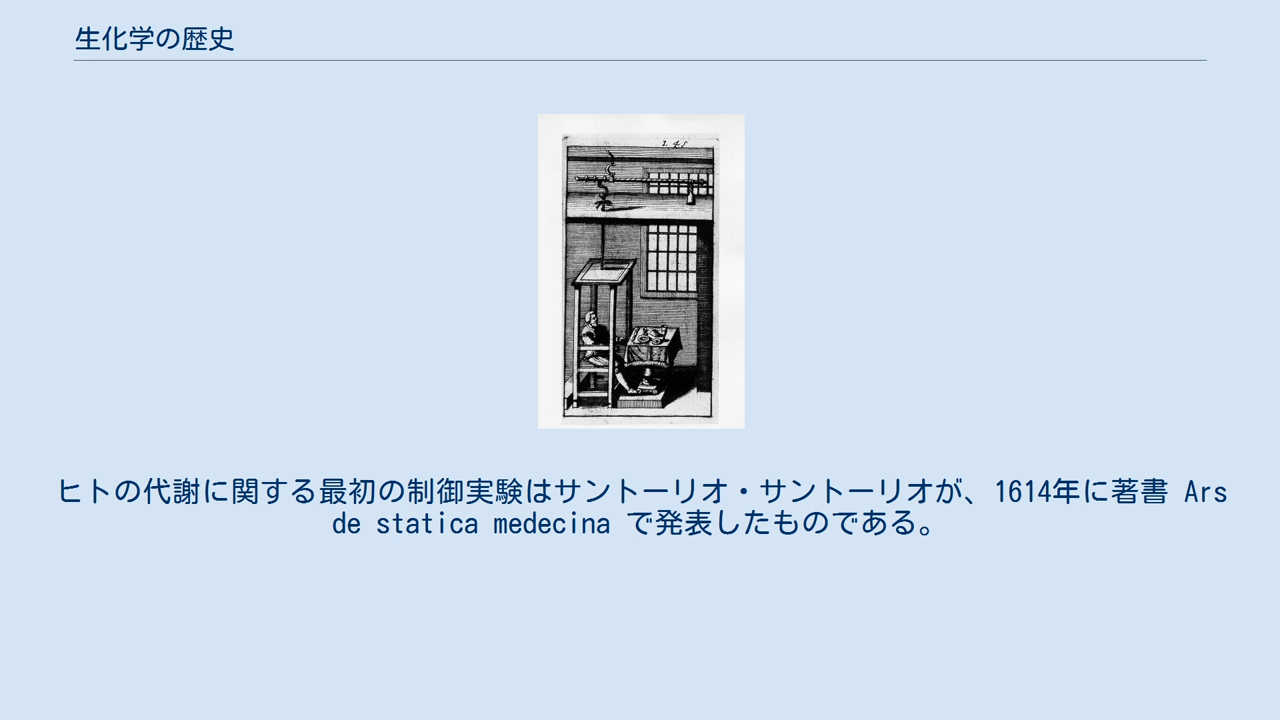 生化学の歴史
ヒトの代謝に関する最初の制御実験はサントーリオ・サントーリオが、1614年に著書 Ars
de statica medecina で発表したものである。